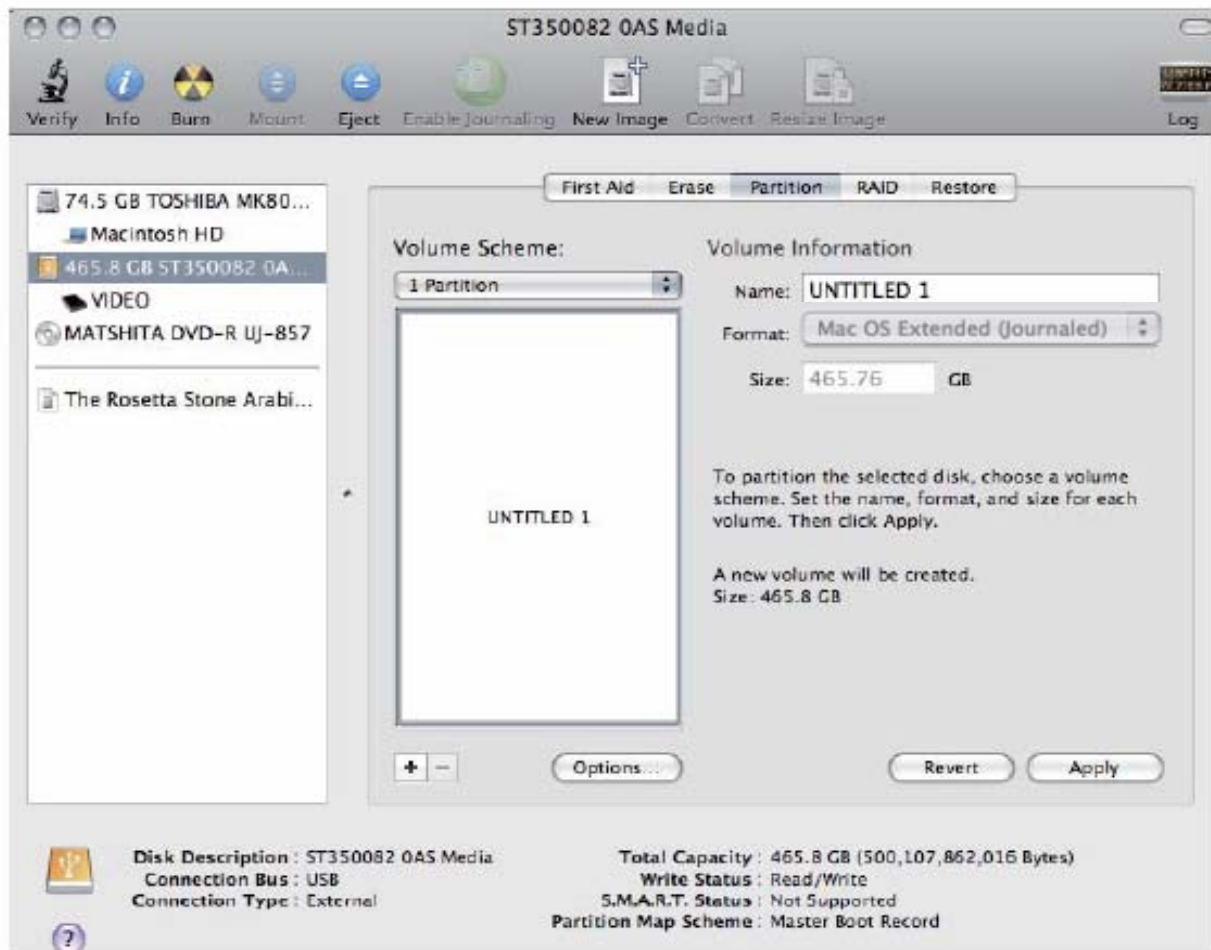 ST350082 0AS Media
Verify Info Burn Mount Eject Enable Journaling New Image Convert Resize Image Log
74.5 GB TOSHIBA MK80...
Macintosh HD
465.8 GB ST350082 0A...
VIDEO
MATSHITA DVD-R UJ-857
The Rosetta Stone Arabi...
First Aid Erase Partition RAID Restore
Volume Scheme:
1 Partition
UNTITLED 1
+ − Options...
Volume Information
Name: UNTITLED 1
Format: Mac OS Extended (Journaled)
Size: 465.76 GB
To partition the selected disk, choose a volume
scheme. Set the name, format, and size for each
volume. Then click Apply.
A new volume will be created.
Size: 465.8 GB
Revert Apply
Disk Description : ST350082 0AS Media
Connection Bus : USB
Connection Type : External
Total Capacity : 465.8 GB (500,107,862,016 Bytes)
Write Status : Read/Write
S.M.A.R.T. Status : Not Supported
Partition Map Scheme : Master Boot Record
?